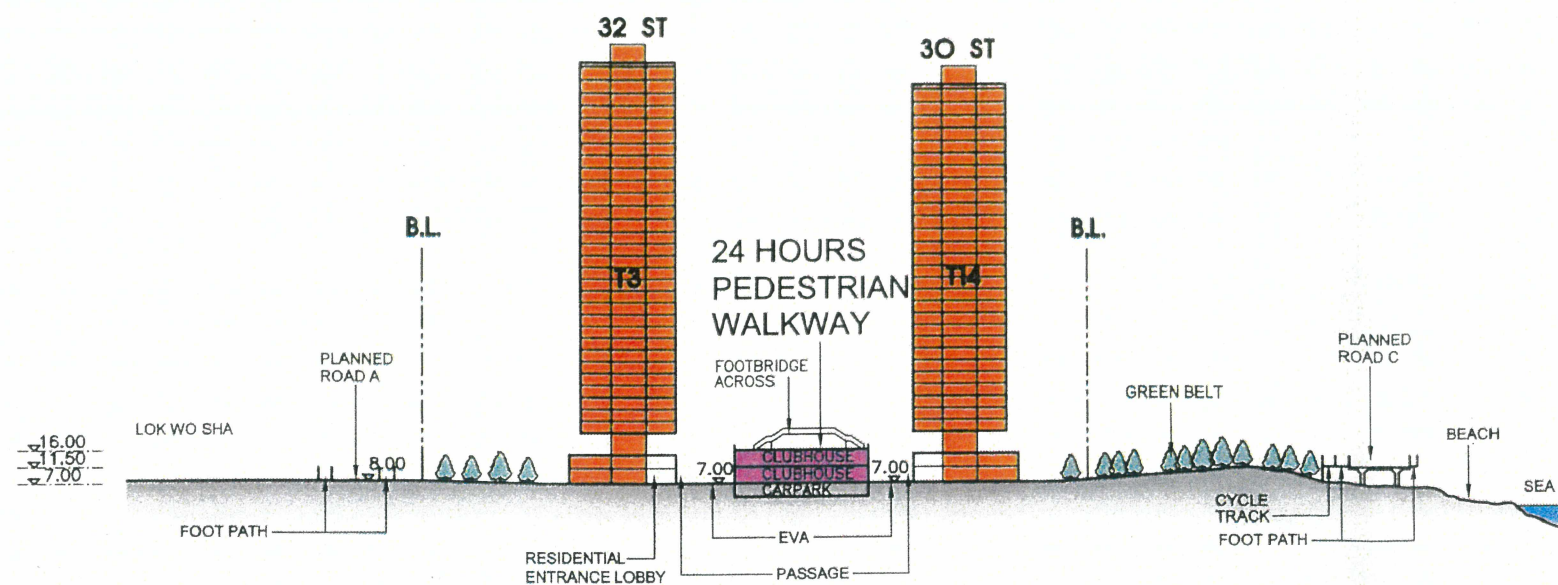 32 ST
30 ST
B.L.
B.L.
T3
T14
24 HOURS
PEDESTRIAN
WALKWAY
PLANNED
ROAD A
FOOTBRIDGE
ACROSS
PLANNED
ROAD C
GREEN BELT
LOK WO SHA
BEACH
16.00
11.50
7.00
8.00
7.00
7.00
CLUBHOUSE
CLUBHOUSE
CARPARK
SEA
CYCLE
TRACK
FOOT PATH
FOOT PATH
EVA
RESIDENTIAL
ENTRANCE LOBBY
PASSAGE